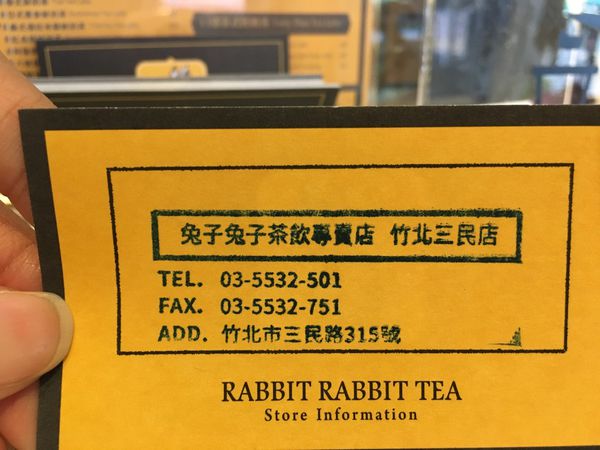 兔子兔子茶飲專賣店 竹北三民店
TEL. 03-5532-501
FAX. 03-5532-751
ADD. 竹北市三民路315號
RABBIT RABBIT TEA
Store Information